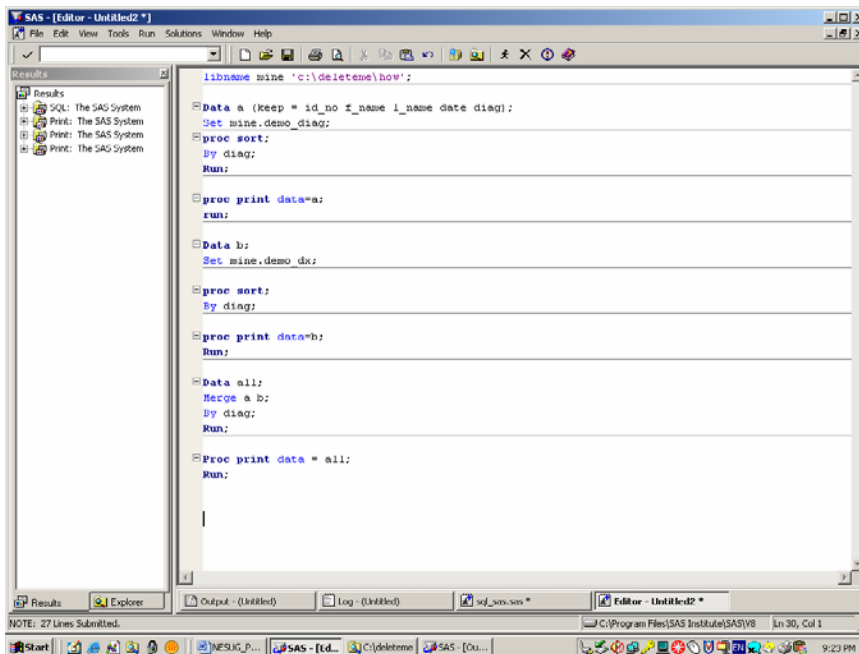 SAS - [Editor - Untitled2 *]
File Edit View Tools Run Solutions Window Help
Results
Results
SQL: The SAS System
Print: The SAS System
Print: The SAS System
Print: The SAS System
libname mine 'c:\deleteme\how';
Data a (keep = id_no f_name l_name date diag);
Set mine.demo_diag;
proc sort;
By diag;
Run;
proc print data=a;
run;
Data b;
Set mine.demo_dx;
proc sort;
By diag;
proc print data=b;
Run;
Data all;
Merge a b;
By diag;
Run;
Proc print data = all;
Run;
Results Explorer Output - (Untitled) Log - (Untitled) sql_sas.sas * Editor - Untitled2 *
NOTE: 27 Lines Submitted. C:\Program Files\SAS Institute\SAS\V8 Ln 30, Col 1
Start NESUG_P... SAS - [Ed... C:\deleteme SAS - [Ou... EN 9:23 PM